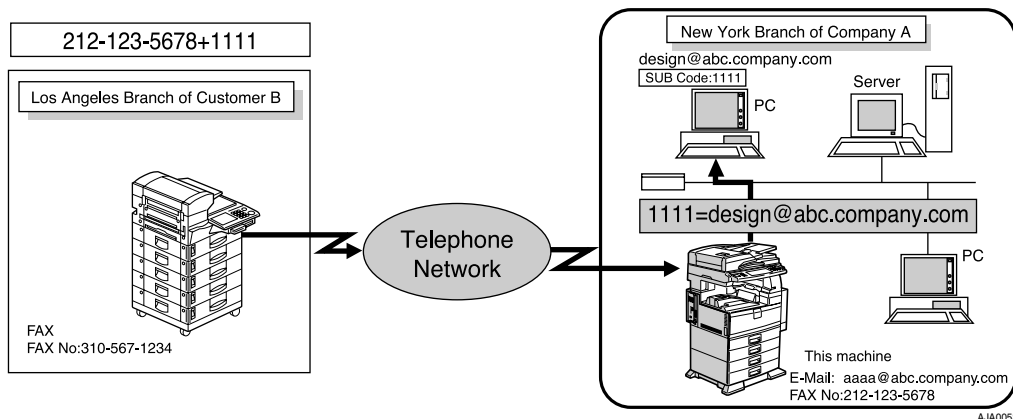 212-123-5678+1111
Los Angeles Branch of Customer B
FAX
FAX No:310-567-1234
Telephone
Network
New York Branch of Company A
design@abc.company.com
SUB Code:1111
PC
Server
1111=design@abc.company.com
PC
This machine
E-Mail: aaaa@abc.company.com
FAX No:212-123-5678
AJA005